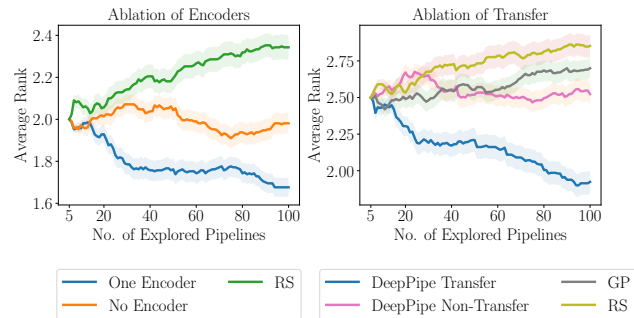 Ablation of Encoders
2.4
2.2
2.0
1.8
1.6
Average Rank
5 20 40 60 80 100
No. of Explored Pipelines
One Encoder
No Encoder
RS
Ablation of Transfer
2.75
2.50
2.25
2.00
Average Rank
5 20 40 60 80 100
No. of Explored Pipelines
DeepPipe Transfer
DeepPipe Non-Transfer
GP
RS